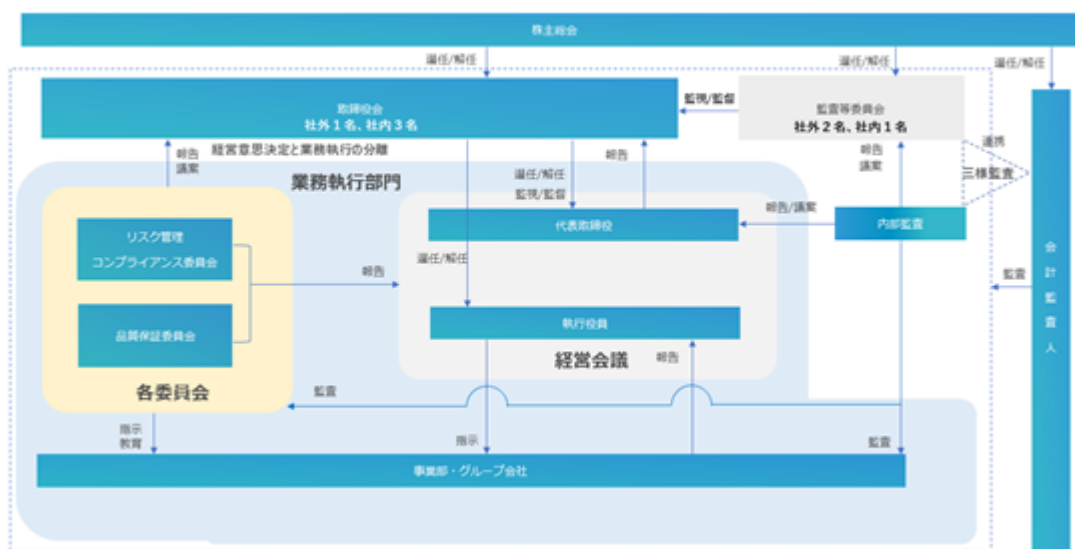 株主総会
選任/解任
選任/解任
選任/解任
取締役会
社外1名、社内3名
監視/監督
監査等委員会
社外2名、社内1名
報告
議案
経営意思決定と業務執行の分離
選任/解任
監視/監督
報告
報告
議案
連携
三様監査
業務執行部門
代表取締役
報告/議案
内部監査
リスク管理
コンプライアンス委員会
選任/解任
報告
会計監査人
監査
品質保証委員会
執行役員
経営会議
報告
各委員会
監査
指示
教育
指示
監査
事業部・グループ会社